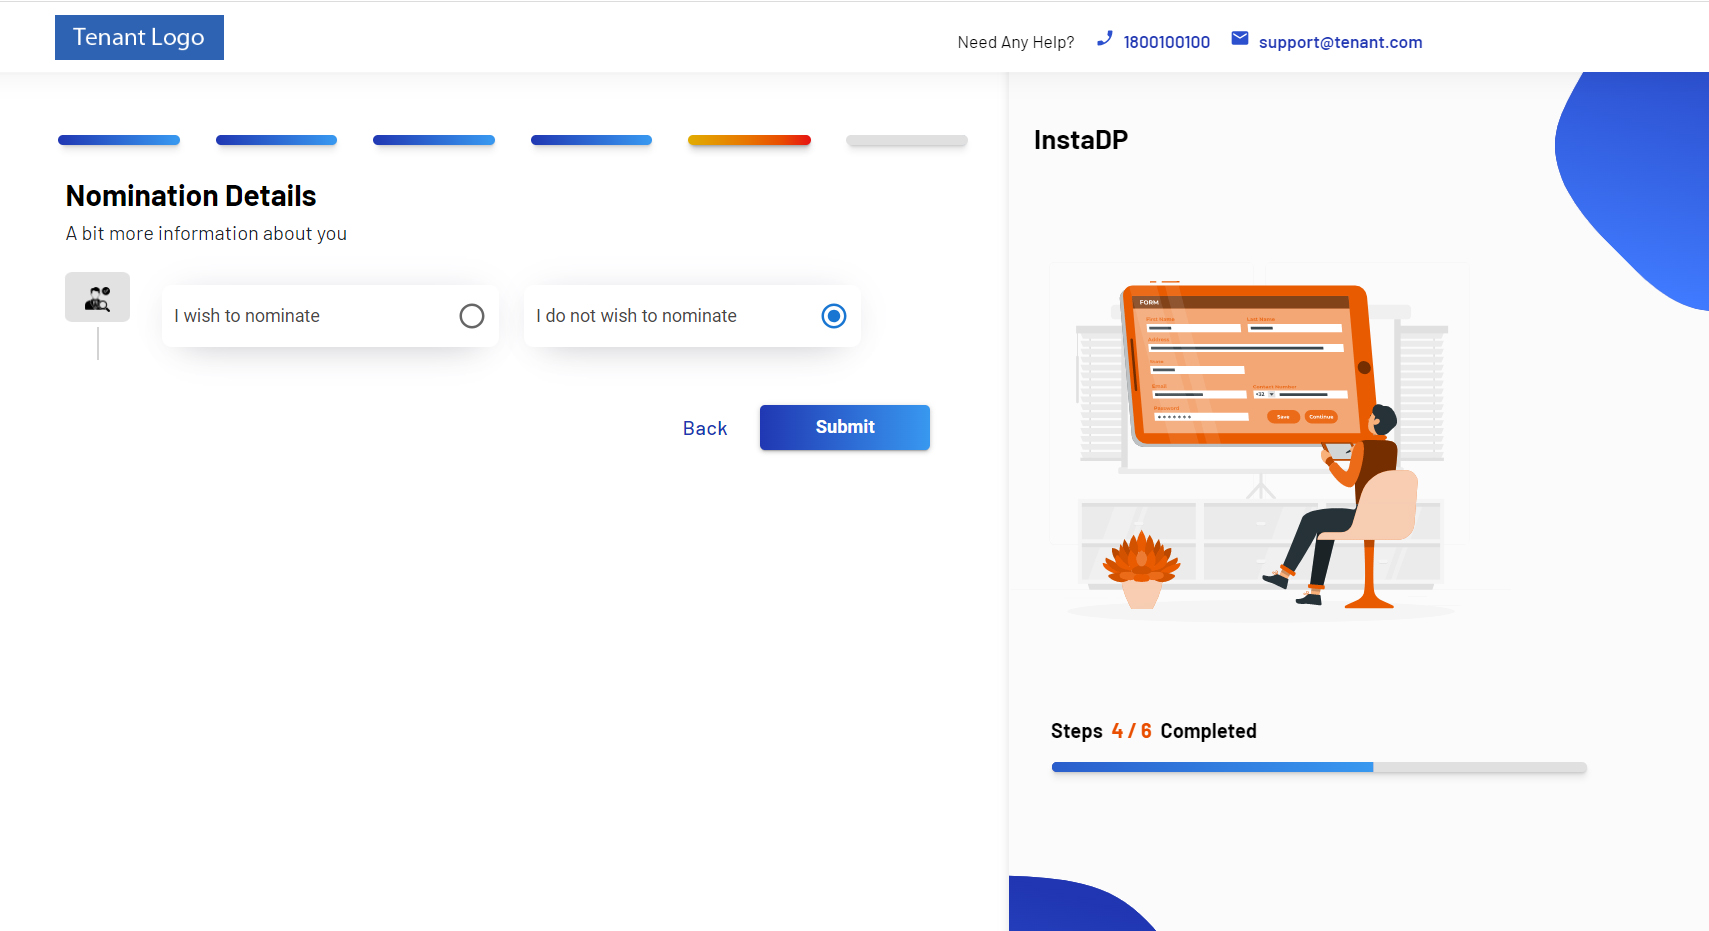 Tenant Logo
Need Any Help? 1800100100 support@tenant.com
InstaDP
Nomination Details
A bit more information about you
I wish to nominate
I do not wish to nominate
Back
Submit
FORM
First Name Last Name
Address
State
Email Contact Number
+32
Password
Save Continue
Steps 4 / 6 Completed